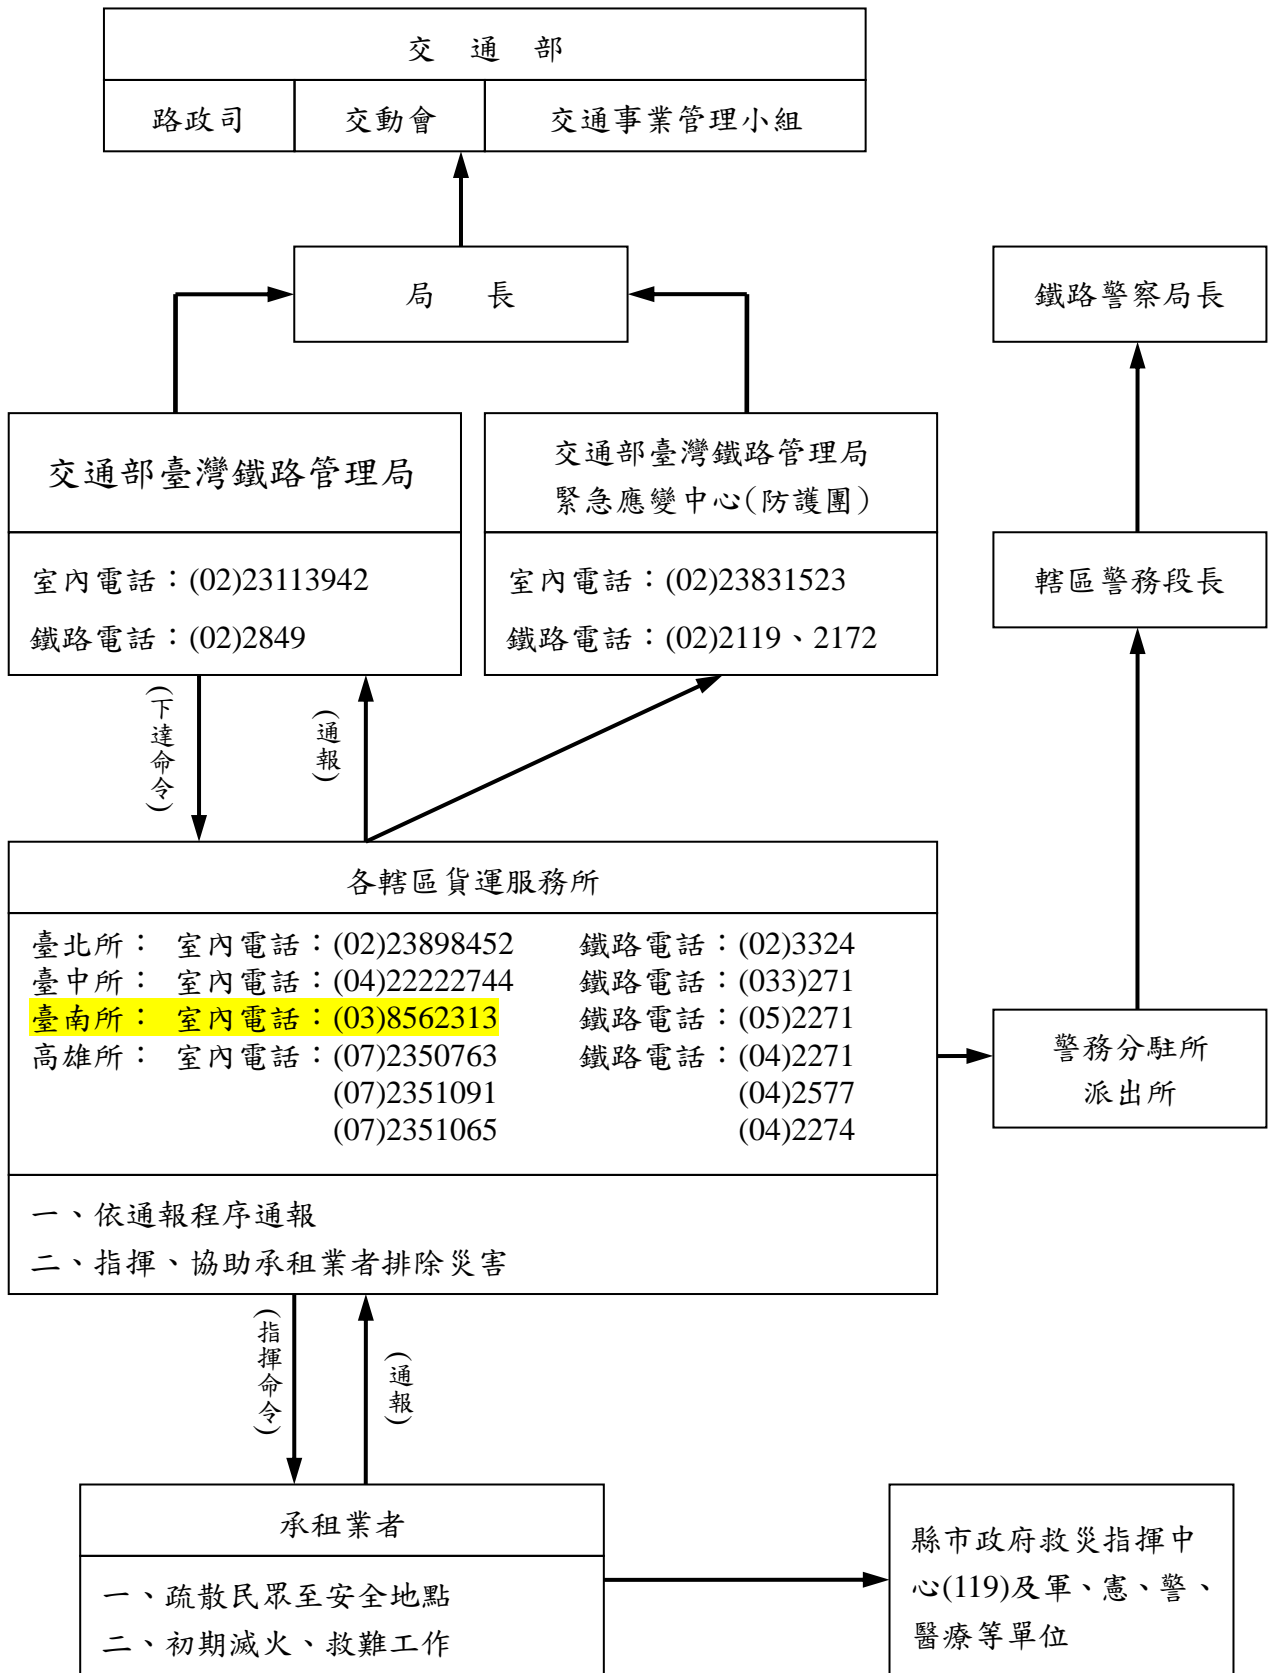 交通部
路政司 交動會 交通事業管理小組
局長
鐵路警察局長
交通部臺灣鐵路管理局
室內電話：(02)23113942
鐵路電話：(02)2849
交通部臺灣鐵路管理局
緊急應變中心(防護團)
室內電話：(02)23831523
鐵路電話：(02)2119、2172
轄區警務段長
(下達命令)
(通報)
各轄區貨運服務所
臺北所： 室內電話：(02)23898452 鐵路電話：(02)3324
臺中所： 室內電話：(04)22222744 鐵路電話：(033)271
臺南所： 室內電話：(03)8562313 鐵路電話：(05)2271
高雄所： 室內電話：(07)2350763 鐵路電話：(04)2271
(07)2351091 (04)2577
(07)2351065 (04)2274
一、依通報程序通報
二、指揮、協助承租業者排除災害
警務分駐所
派出所
(指揮命令)
(通報)
承租業者
一、疏散民眾至安全地點
二、初期滅火、救難工作
縣市政府救災指揮中
心(119)及軍、憲、警、
醫療等單位